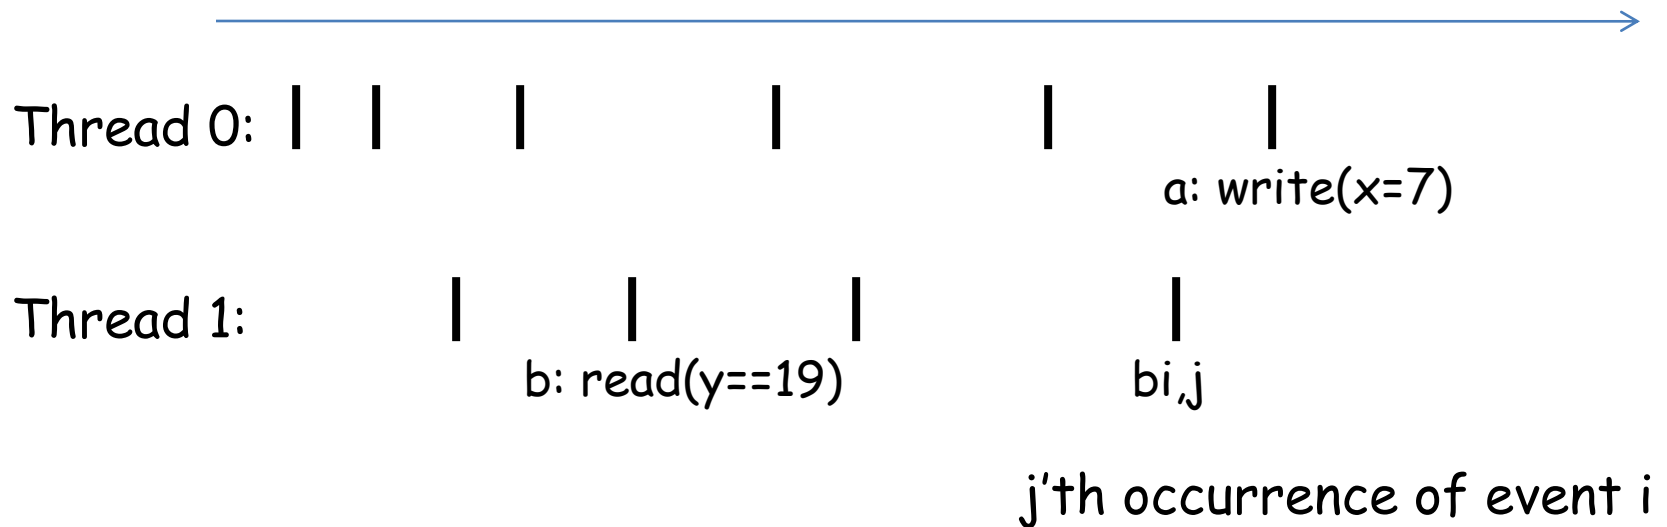 Thread 0:
a: write(x=7)
Thread 1:
b: read(y==19)
bi,j
j'th occurrence of event i